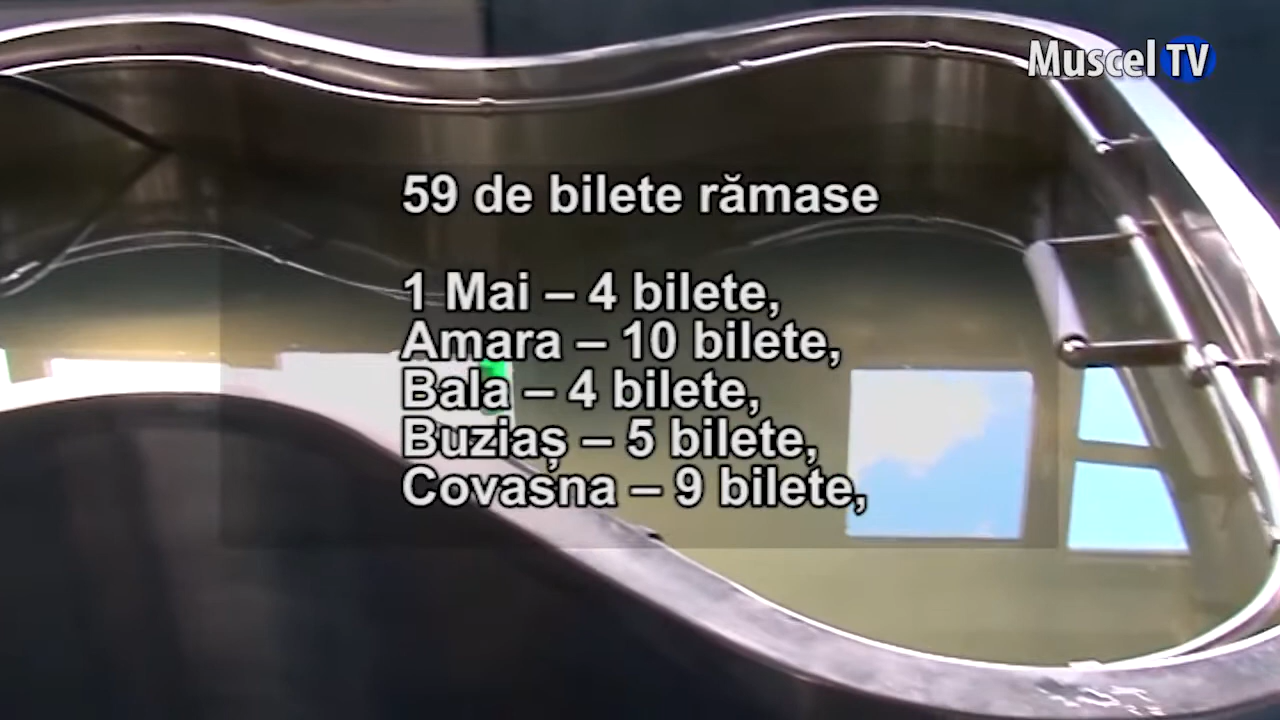 Muscel TV
59 de bilete rămase
1 Mai – 4 bilete,
Amara – 10 bilete,
Bala – 4 bilete,
Buziaș – 5 bilete,
Covasna – 9 bilete,